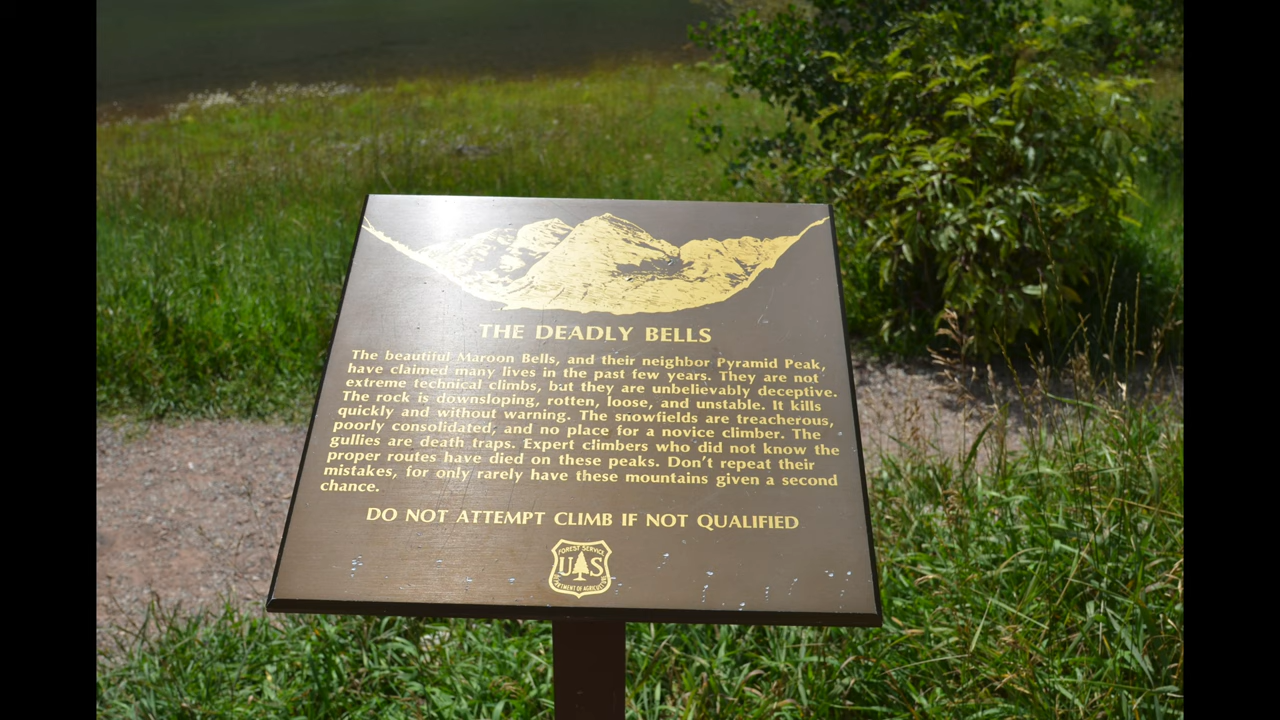 THE DEADLY BELLS
The beautiful Maroon Bells, and their neighbor Pyramid Peak,
have claimed many lives in the past few years. They are not
extreme technical climbs, but they are unbelievably deceptive.
The rock is downsloping, rotten, loose, and unstable. It kills
quickly and without warning. The snowfields are treacherous,
poorly consolidated, and no place for a novice climber. The
gullies are death traps. Expert climbers who did not know the
proper routes have died on these peaks. Don't repeat their
mistakes, for only rarely have these mountains given a second
chance.
DO NOT ATTEMPT CLIMB IF NOT QUALIFIED
FOREST SERVICE
U S
DEPARTMENT OF AGRICULTURE